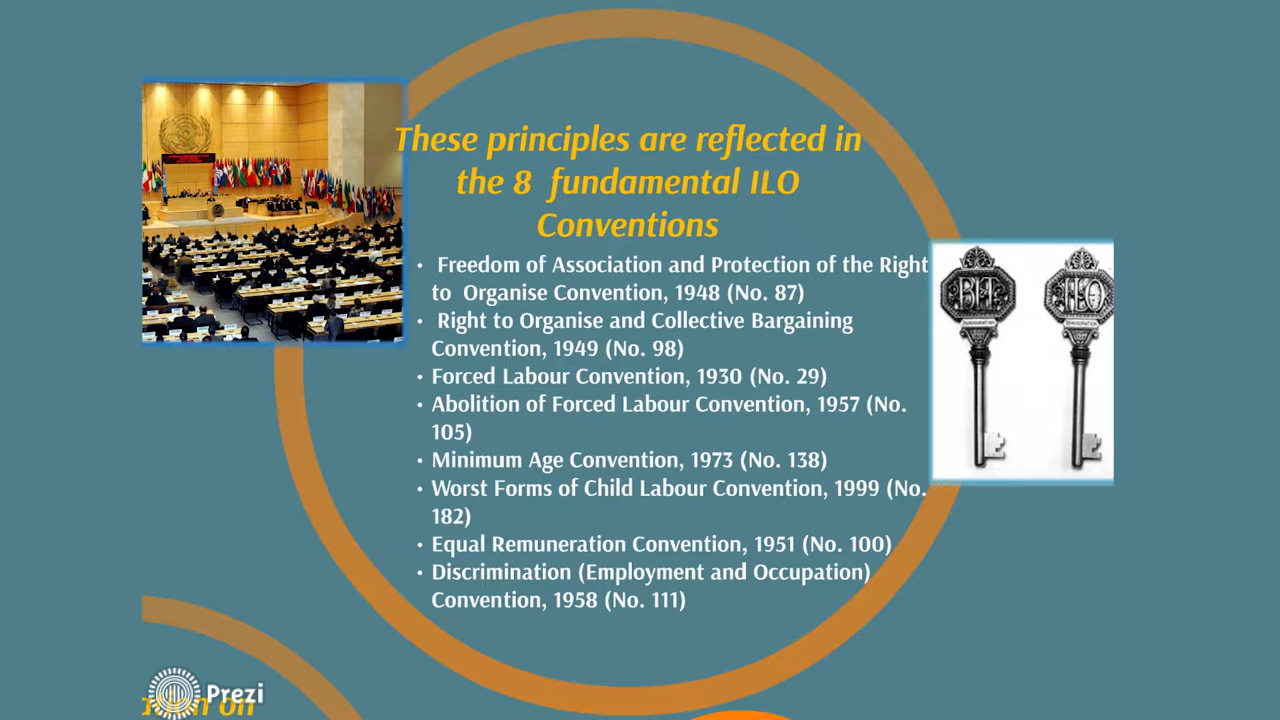 These principles are reflected in
the 8 fundamental ILO
Conventions
• Freedom of Association and Protection of the Right
to Organise Convention, 1948 (No. 87)
• Right to Organise and Collective Bargaining
Convention, 1949 (No. 98)
• Forced Labour Convention, 1930 (No. 29)
• Abolition of Forced Labour Convention, 1957 (No.
105)
• Minimum Age Convention, 1973 (No. 138)
• Worst Forms of Child Labour Convention, 1999 (No.
182)
• Equal Remuneration Convention, 1951 (No. 100)
• Discrimination (Employment and Occupation)
Convention, 1958 (No. 111)
BIT
ILO
Prezi
on